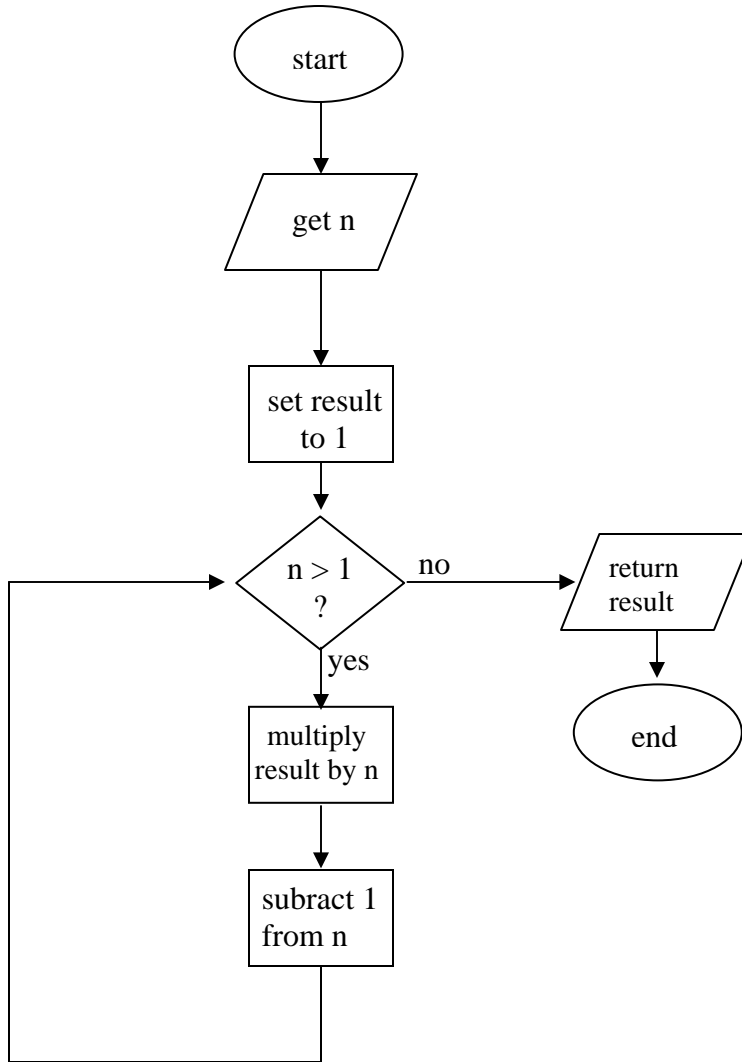 start
get n
set result
to 1
n > 1
?
no
return
result
yes
multiply
result by n
end
subract 1
from n